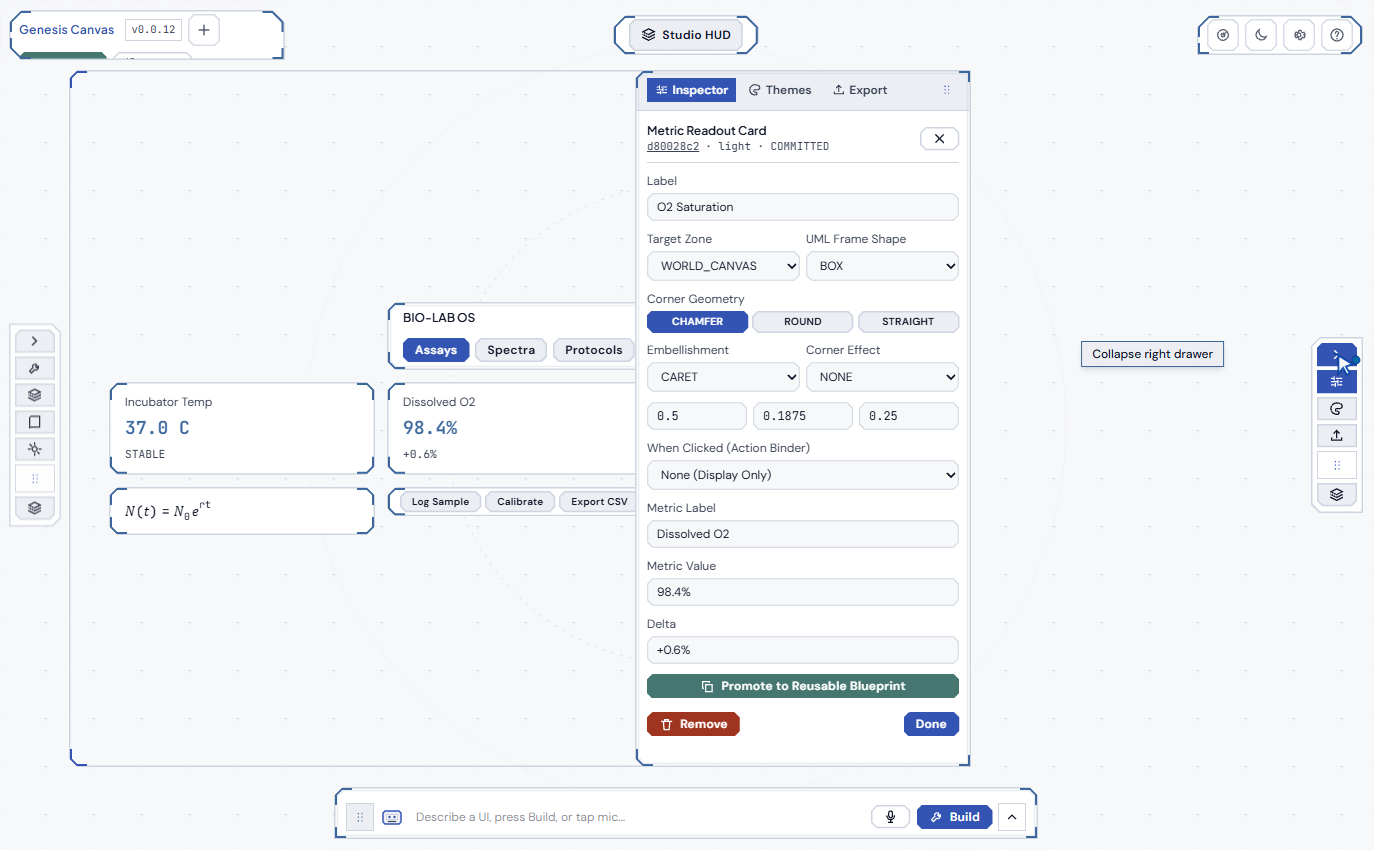 Genesis Canvas v0.0.12
Studio HUD
Inspector Themes Export
Metric Readout Card
d80028c2 · light · COMMITTED
Label
O2 Saturation
Target Zone UML Frame Shape
WORLD_CANVAS BOX
Corner Geometry
CHAMFER ROUND STRAIGHT
Embellishment Corner Effect
CARET NONE
0.5 0.1875 0.25
When Clicked (Action Binder)
None (Display Only)
Metric Label
Dissolved O2
Metric Value
98.4%
Delta
+0.6%
Promote to Reusable Blueprint
Remove Done
BIO-LAB OS
Assays Spectra Protocols
Incubator Temp
37.0 C
STABLE
Dissolved O2
98.4%
+0.6%
N(t) = N₀e^rt
Log Sample Calibrate Export CSV
Collapse right drawer
Describe a UI, press Build, or tap mic...
Build